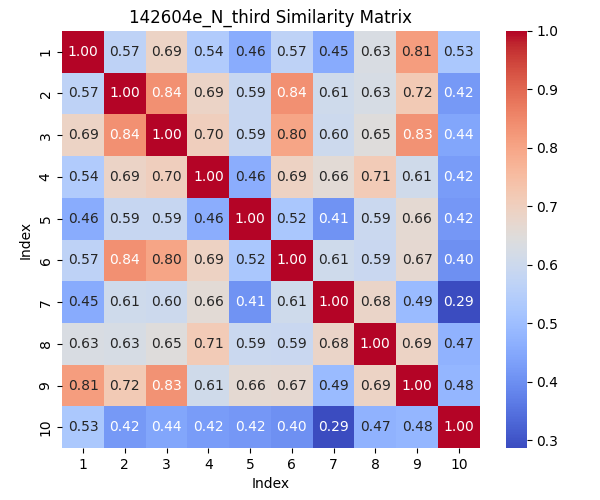 142604e_N_third Similarity Matrix
1 1.00 0.57 0.69 0.54 0.46 0.57 0.45 0.63 0.81 0.53
2 0.57 1.00 0.84 0.69 0.59 0.84 0.61 0.63 0.72 0.42
3 0.69 0.84 1.00 0.70 0.59 0.80 0.60 0.65 0.83 0.44
4 0.54 0.69 0.70 1.00 0.46 0.69 0.66 0.71 0.61 0.42
5 0.46 0.59 0.59 0.46 1.00 0.52 0.41 0.59 0.66 0.42
6 0.57 0.84 0.80 0.69 0.52 1.00 0.61 0.59 0.67 0.40
7 0.45 0.61 0.60 0.66 0.41 0.61 1.00 0.68 0.49 0.29
8 0.63 0.63 0.65 0.71 0.59 0.59 0.68 1.00 0.69 0.47
9 0.81 0.72 0.83 0.61 0.66 0.67 0.49 0.69 1.00 0.48
10 0.53 0.42 0.44 0.42 0.42 0.40 0.29 0.47 0.48 1.00
1 2 3 4 5 6 7 8 9 10
Index
Index
1.0
0.9
0.8
0.7
0.6
0.5
0.4
0.3